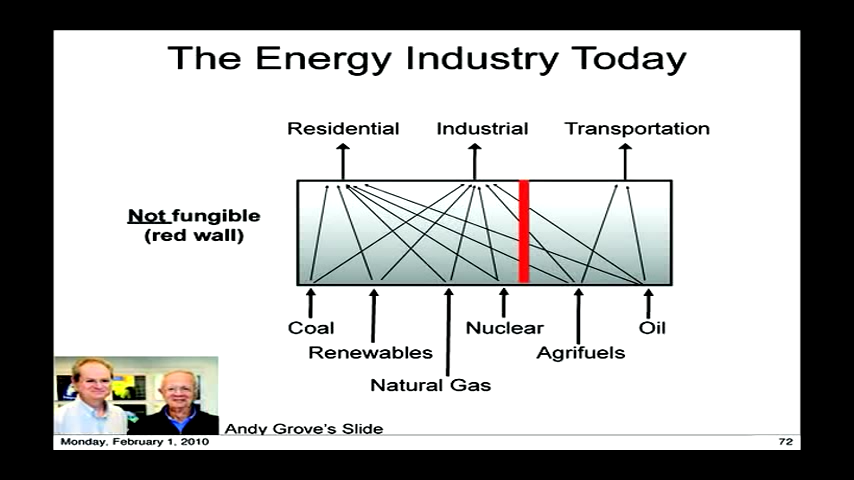 The Energy Industry Today
Residential Industrial Transportation
Not fungible
(red wall)
Coal Nuclear Oil
Renewables Agrifuels
Natural Gas
Andy Grove's Slide
Monday, February 1, 2010 72